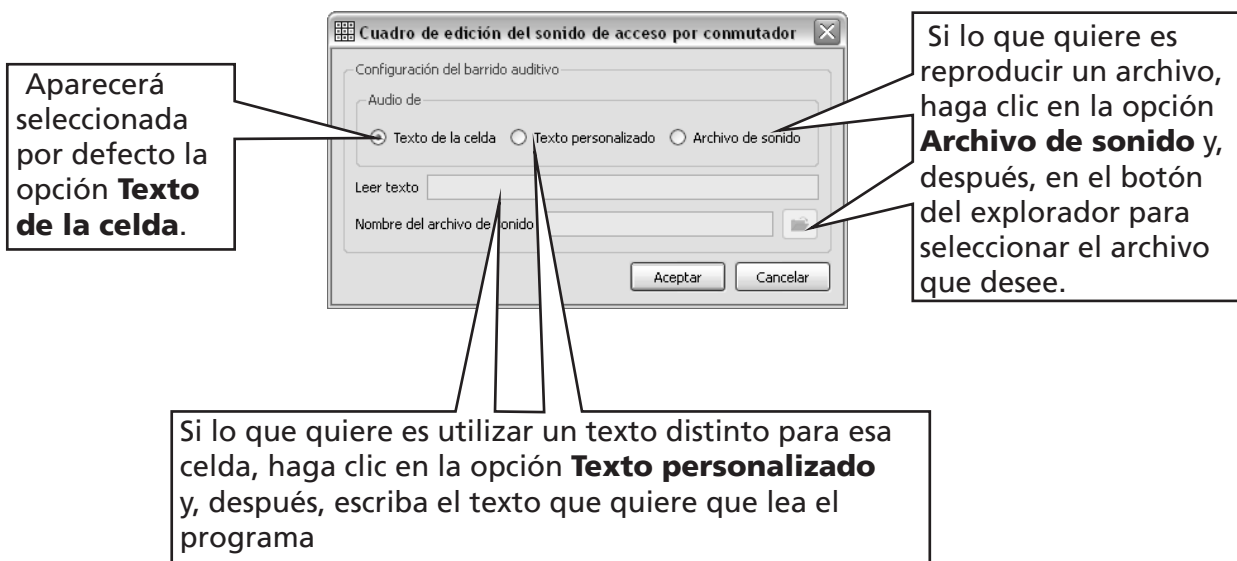 Cuadro de edición del sonido de acceso por conmutador
Configuración del barrido auditivo
Audio de
Texto de la celda Texto personalizado Archivo de sonido
Leer texto
Nombre del archivo de sonido
Aceptar Cancelar
Aparecerá
seleccionada
por defecto la
opción Texto
de la celda.
Si lo que quiere es
reproducir un archivo,
haga clic en la opción
Archivo de sonido y,
después, en el botón
del explorador para
seleccionar el archivo
que desee.
Si lo que quiere es utilizar un texto distinto para esa
celda, haga clic en la opción Texto personalizado
y, después, escriba el texto que quiere que lea el
programa